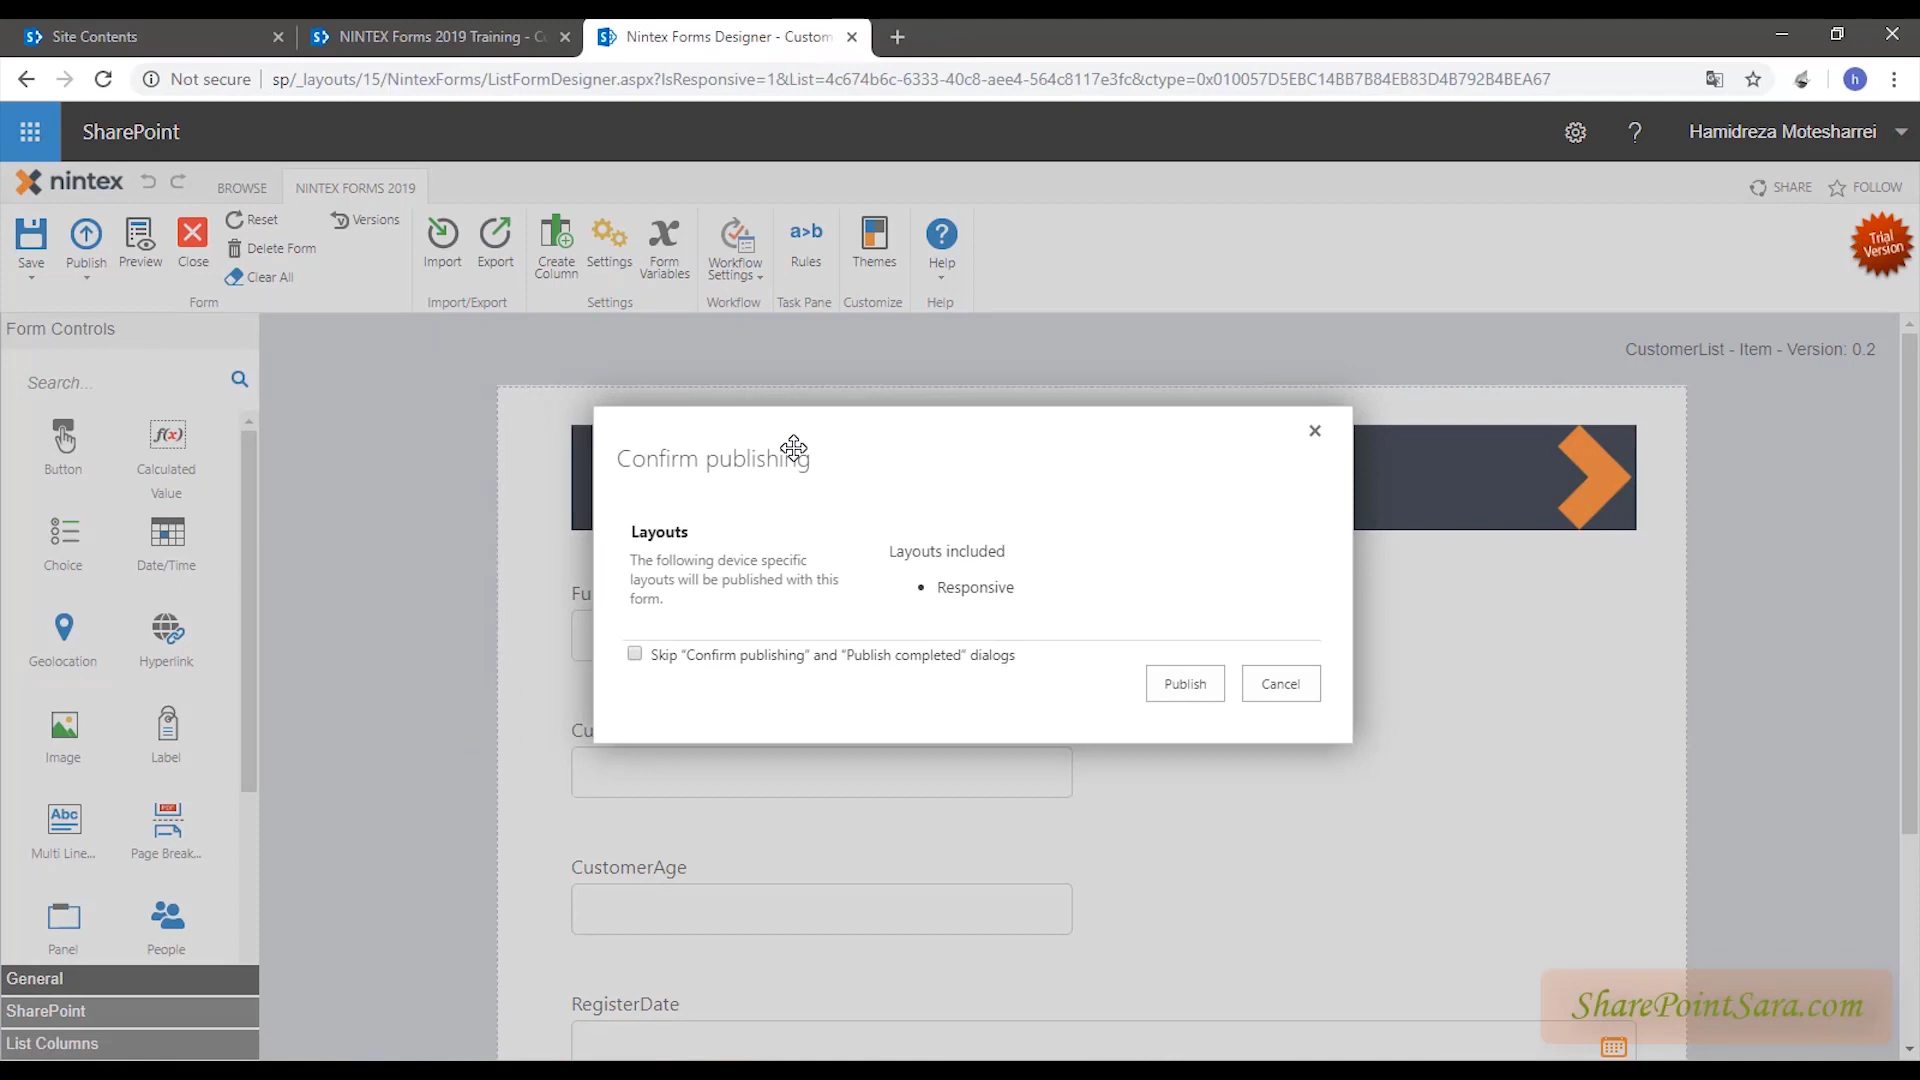 Site Contents
NINTEX Forms 2019 Training - Cu
Nintex Forms Designer - Custom
Not secure
sp/_layouts/15/NintexForms/ListFormDesigner.aspx?IsResponsive=1&List=4c674b6c-6333-40c8-aee4-564c8117e3fc&ctype=0x010057D5EBC14BB7B84EB83D4B792B4BEA67
h
SharePoint
?
Hamidreza Motesharrei
nintex
BROWSE
NINTEX FORMS 2019
SHARE
FOLLOW
Save
Publish
Preview
Close
Reset
Delete Form
Clear All
Versions
Form
Import
Export
Import/Export
Create
Column
Settings
Form
Variables
Settings
Workflow
Settings
Workflow
a>b
Rules
Task Pane
Themes
Customize
Help
Help
Trial
Version
Form Controls
Search...
Button
f(x)
Calculated
Value
Choice
Date/Time
Geolocation
Hyperlink
Image
Label
Abc
Multi Line...
PDF
Page Break...
Panel
People
General
SharePoint
List Columns
CustomerList - Item - Version: 0.2
Confirm publishing
Layouts
The following device specific
layouts will be published with this
form.
Layouts included
• Responsive
Skip "Confirm publishing" and "Publish completed" dialogs
Publish
Cancel
Fu
Cu
CustomerAge
RegisterDate
SharePointSara.com